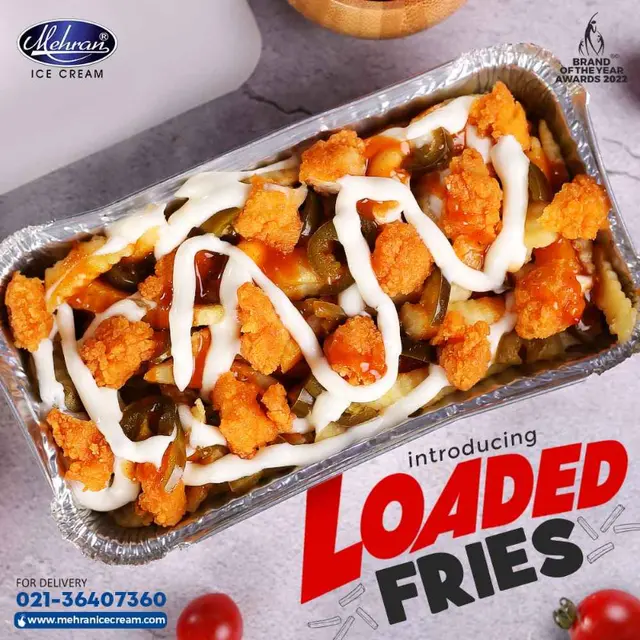 Mehran®
ICE CREAM
BRAND
OF THE YEAR
AWARDS 2022
introducing
LOADED
FRIES
FOR DELIVERY
021-36407360
www.mehranicecream.com